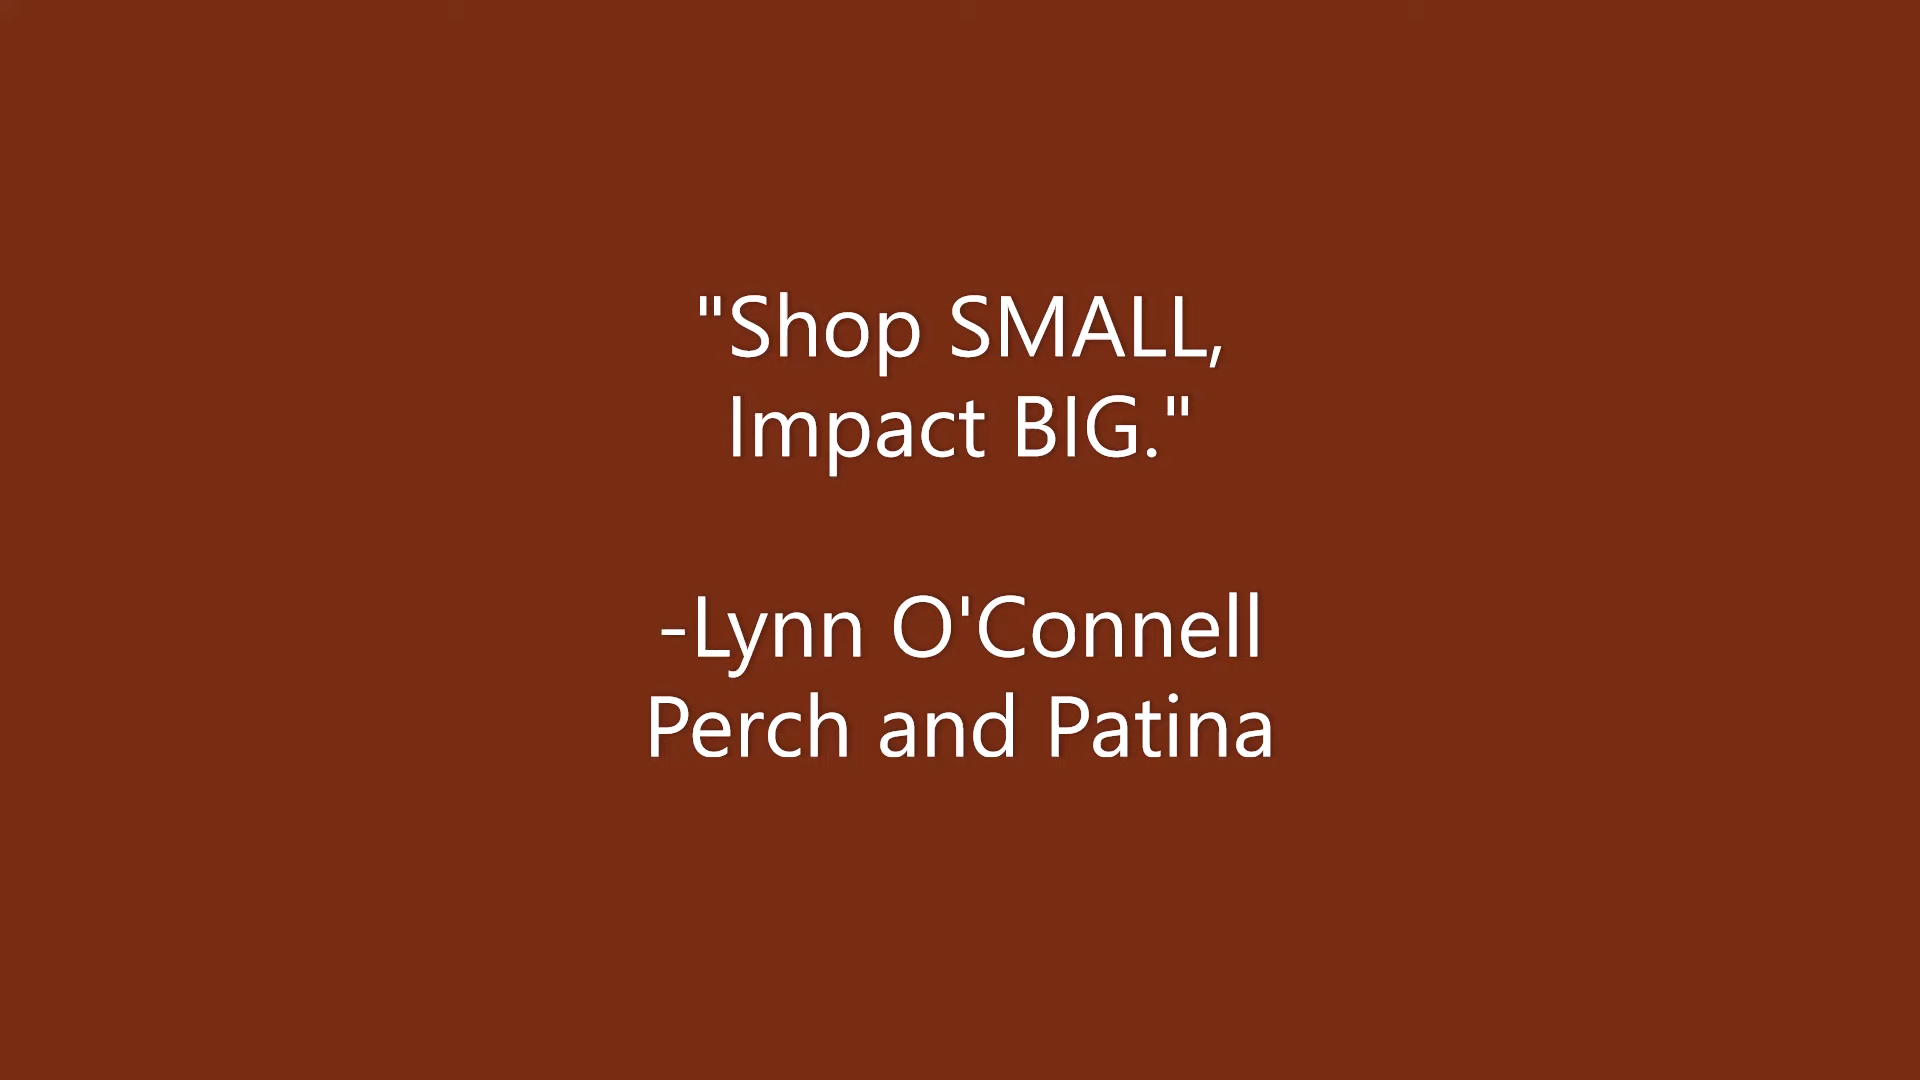 "Shop SMALL,
Impact BIG."
-Lynn O'Connell
Perch and Patina